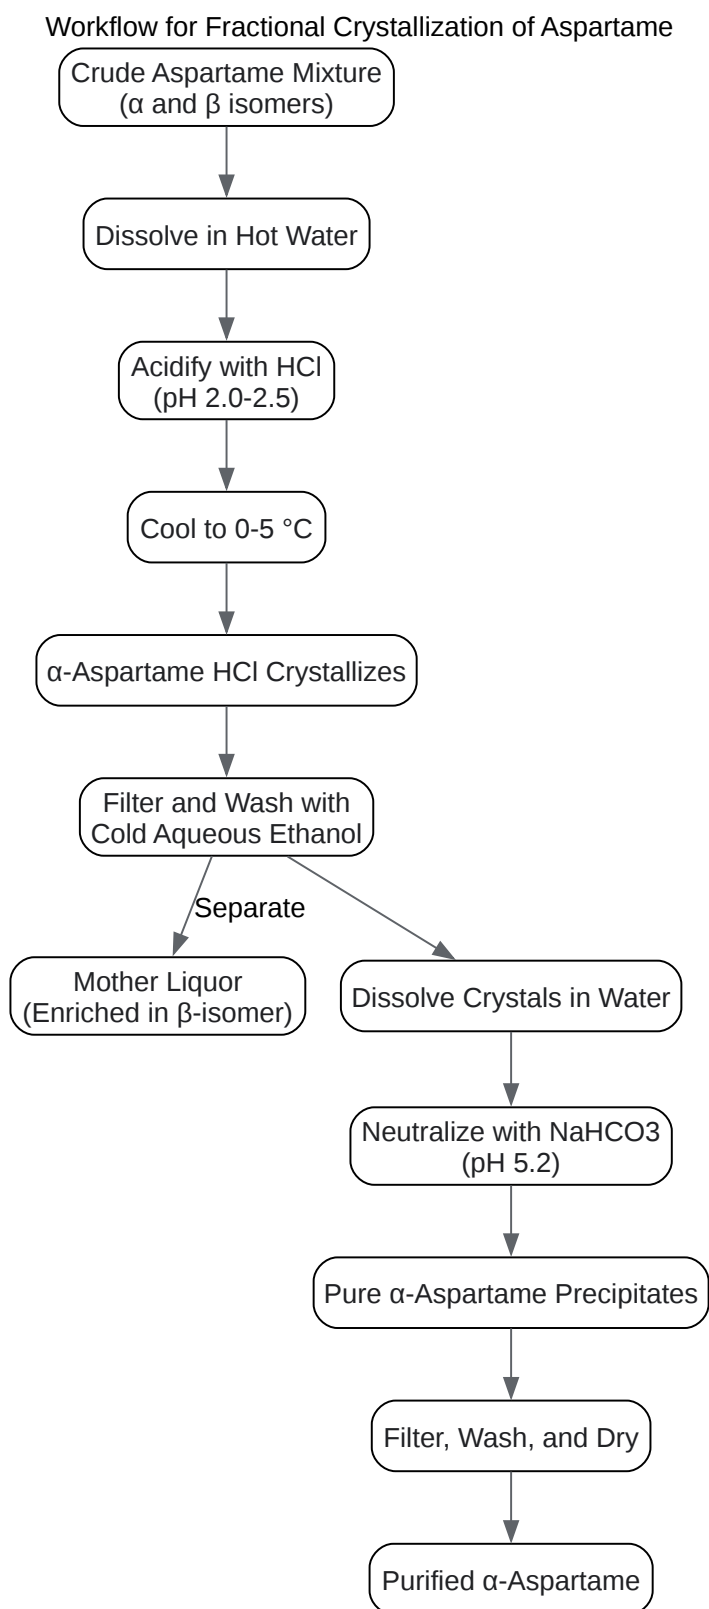 Workflow for Fractional Crystallization of Aspartame
Crude Aspartame Mixture
(α and β isomers)
Dissolve in Hot Water
Acidify with HCl
(pH 2.0-2.5)
Cool to 0-5 °C
α-Aspartame HCl Crystallizes
Filter and Wash with
Cold Aqueous Ethanol
Separate
Mother Liquor
(Enriched in β-isomer)
Dissolve Crystals in Water
Neutralize with NaHCO3
(pH 5.2)
Pure α-Aspartame Precipitates
Filter, Wash, and Dry
Purified α-Aspartame